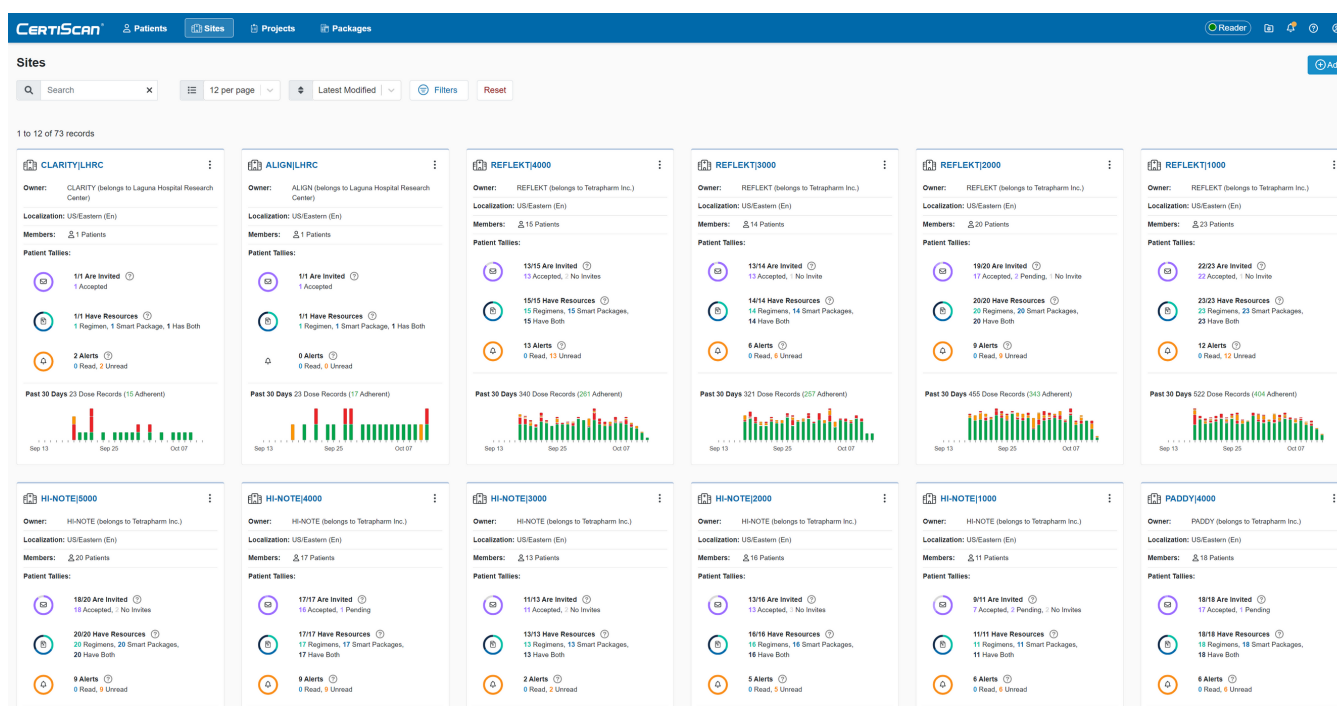 CERTISCAN® Patients Sites Projects Packages Reader
Sites
Ad
Search 12 per page Latest Modified Filters Reset
1 to 12 of 73 records
CLARITY|LHRC
Owner: CLARITY (belongs to Laguna Hospital Research
Center)
Localization: US/Eastern (En)
Members: 1 Patients
Patient Tallies:
1/1 Are Invited
1 Accepted
1/1 Have Resources
1 Regimen, 1 Smart Package, 1 Has Both
2 Alerts
0 Read, 2 Unread
Past 30 Days 23 Dose Records (15 Adherent)
Sep 13 Sep 25 Oct 07
ALIGN|LHRC
Owner: ALIGN (belongs to Laguna Hospital Research
Center)
Localization: US/Eastern (En)
Members: 1 Patients
Patient Tallies:
1/1 Are Invited
1 Accepted
1/1 Have Resources
1 Regimen, 1 Smart Package, 1 Has Both
0 Alerts
0 Read, 0 Unread
Past 30 Days 23 Dose Records (17 Adherent)
Sep 13 Sep 25 Oct 07
REFLEKT|4000
Owner: REFLEKT (belongs to Tetrapharm Inc.)
Localization: US/Eastern (En)
Members: 15 Patients
Patient Tallies:
13/15 Are Invited
13 Accepted, No Invites
15/15 Have Resources
15 Regimens, 15 Smart Packages,
15 Have Both
13 Alerts
0 Read, 13 Unread
Past 30 Days 340 Dose Records (261 Adherent)
Sep 13 Sep 25 Oct 07
REFLEKT|3000
Owner: REFLEKT (belongs to Tetrapharm Inc.)
Localization: US/Eastern (En)
Members: 14 Patients
Patient Tallies:
13/14 Are Invited
13 Accepted, 1 No Invite
14/14 Have Resources
14 Regimens, 14 Smart Packages,
14 Have Both
6 Alerts
0 Read, 6 Unread
Past 30 Days 321 Dose Records (257 Adherent)
Sep 13 Sep 25 Oct 07
REFLEKT|2000
Owner: REFLEKT (belongs to Tetrapharm Inc.)
Localization: US/Eastern (En)
Members: 20 Patients
Patient Tallies:
19/20 Are Invited
17 Accepted, 2 Pending, 1 No Invite
20/20 Have Resources
20 Regimens, 20 Smart Packages,
20 Have Both
9 Alerts
0 Read, 9 Unread
Past 30 Days 455 Dose Records (343 Adherent)
Sep 13 Sep 25 Oct 07
REFLEKT|1000
Owner: REFLEKT (belongs to Tetrapharm Inc.)
Localization: US/Eastern (En)
Members: 23 Patients
Patient Tallies:
22/23 Are Invited
22 Accepted, 1 No Invite
23/23 Have Resources
23 Regimens, 23 Smart Packages,
23 Have Both
12 Alerts
0 Read, 12 Unread
Past 30 Days 522 Dose Records (404 Adherent)
Sep 13 Sep 25 Oct 07
HI-NOTE|5000
Owner: HI-NOTE (belongs to Tetrapharm Inc.)
Localization: US/Eastern (En)
Members: 20 Patients
Patient Tallies:
18/20 Are Invited
18 Accepted, No Invites
20/20 Have Resources
20 Regimens, 20 Smart Packages,
20 Have Both
9 Alerts
0 Read, 9 Unread
HI-NOTE|4000
Owner: HI-NOTE (belongs to Tetrapharm Inc.)
Localization: US/Eastern (En)
Members: 17 Patients
Patient Tallies:
17/17 Are Invited
16 Accepted, 1 Pending
17/17 Have Resources
17 Regimens, 17 Smart Packages,
17 Have Both
9 Alerts
0 Read, 9 Unread
HI-NOTE|3000
Owner: HI-NOTE (belongs to Tetrapharm Inc.)
Localization: US/Eastern (En)
Members: 13 Patients
Patient Tallies:
11/13 Are Invited
11 Accepted, No Invites
13/13 Have Resources
13 Regimens, 13 Smart Packages,
13 Have Both
2 Alerts
0 Read, 2 Unread
HI-NOTE|2000
Owner: HI-NOTE (belongs to Tetrapharm Inc.)
Localization: US/Eastern (En)
Members: 16 Patients
Patient Tallies:
13/16 Are Invited
13 Accepted, No Invites
16/16 Have Resources
16 Regimens, 16 Smart Packages,
16 Have Both
5 Alerts
0 Read, 5 Unread
HI-NOTE|1000
Owner: HI-NOTE (belongs to Tetrapharm Inc.)
Localization: US/Eastern (En)
Members: 11 Patients
Patient Tallies:
9/11 Are Invited
7 Accepted, 2 Pending, No Invites
11/11 Have Resources
11 Regimens, 11 Smart Packages,
11 Have Both
6 Alerts
0 Read, 6 Unread
PADDY|4000
Owner: PADDY (belongs to Tetrapharm Inc.)
Localization: US/Eastern (En)
Members: 18 Patients
Patient Tallies:
18/18 Are Invited
17 Accepted, 1 Pending
18/18 Have Resources
18 Regimens, 18 Smart Packages,
18 Have Both
6 Alerts
0 Read, 6 Unread